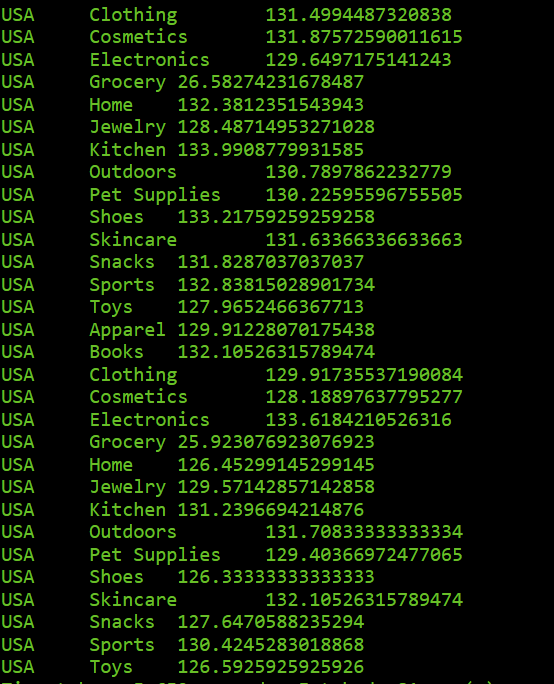 USA Clothing 131.4994487320838
USA Cosmetics 131.87572590011615
USA Electronics 129.6497175141243
USA Grocery 26.58274231678487
USA Home 132.3812351543943
USA Jewelry 128.48714953271028
USA Kitchen 133.9908779931585
USA Outdoors 130.7897862232779
USA Pet Supplies 130.22595596755505
USA Shoes 133.21759259259258
USA Skincare 131.63366336633663
USA Snacks 131.8287037037037
USA Sports 132.83815028901734
USA Toys 127.9652466367713
USA Apparel 129.91228070175438
USA Books 132.10526315789474
USA Clothing 129.91735537190084
USA Cosmetics 128.18897637795277
USA Electronics 133.6184210526316
USA Grocery 25.923076923076923
USA Home 126.45299145299145
USA Jewelry 129.57142857142858
USA Kitchen 131.2396694214876
USA Outdoors 131.70833333333334
USA Pet Supplies 129.40366972477065
USA Shoes 126.33333333333333
USA Skincare 132.10526315789474
USA Snacks 127.6470588235294
USA Sports 130.4245283018868
USA Toys 126.5925925925926